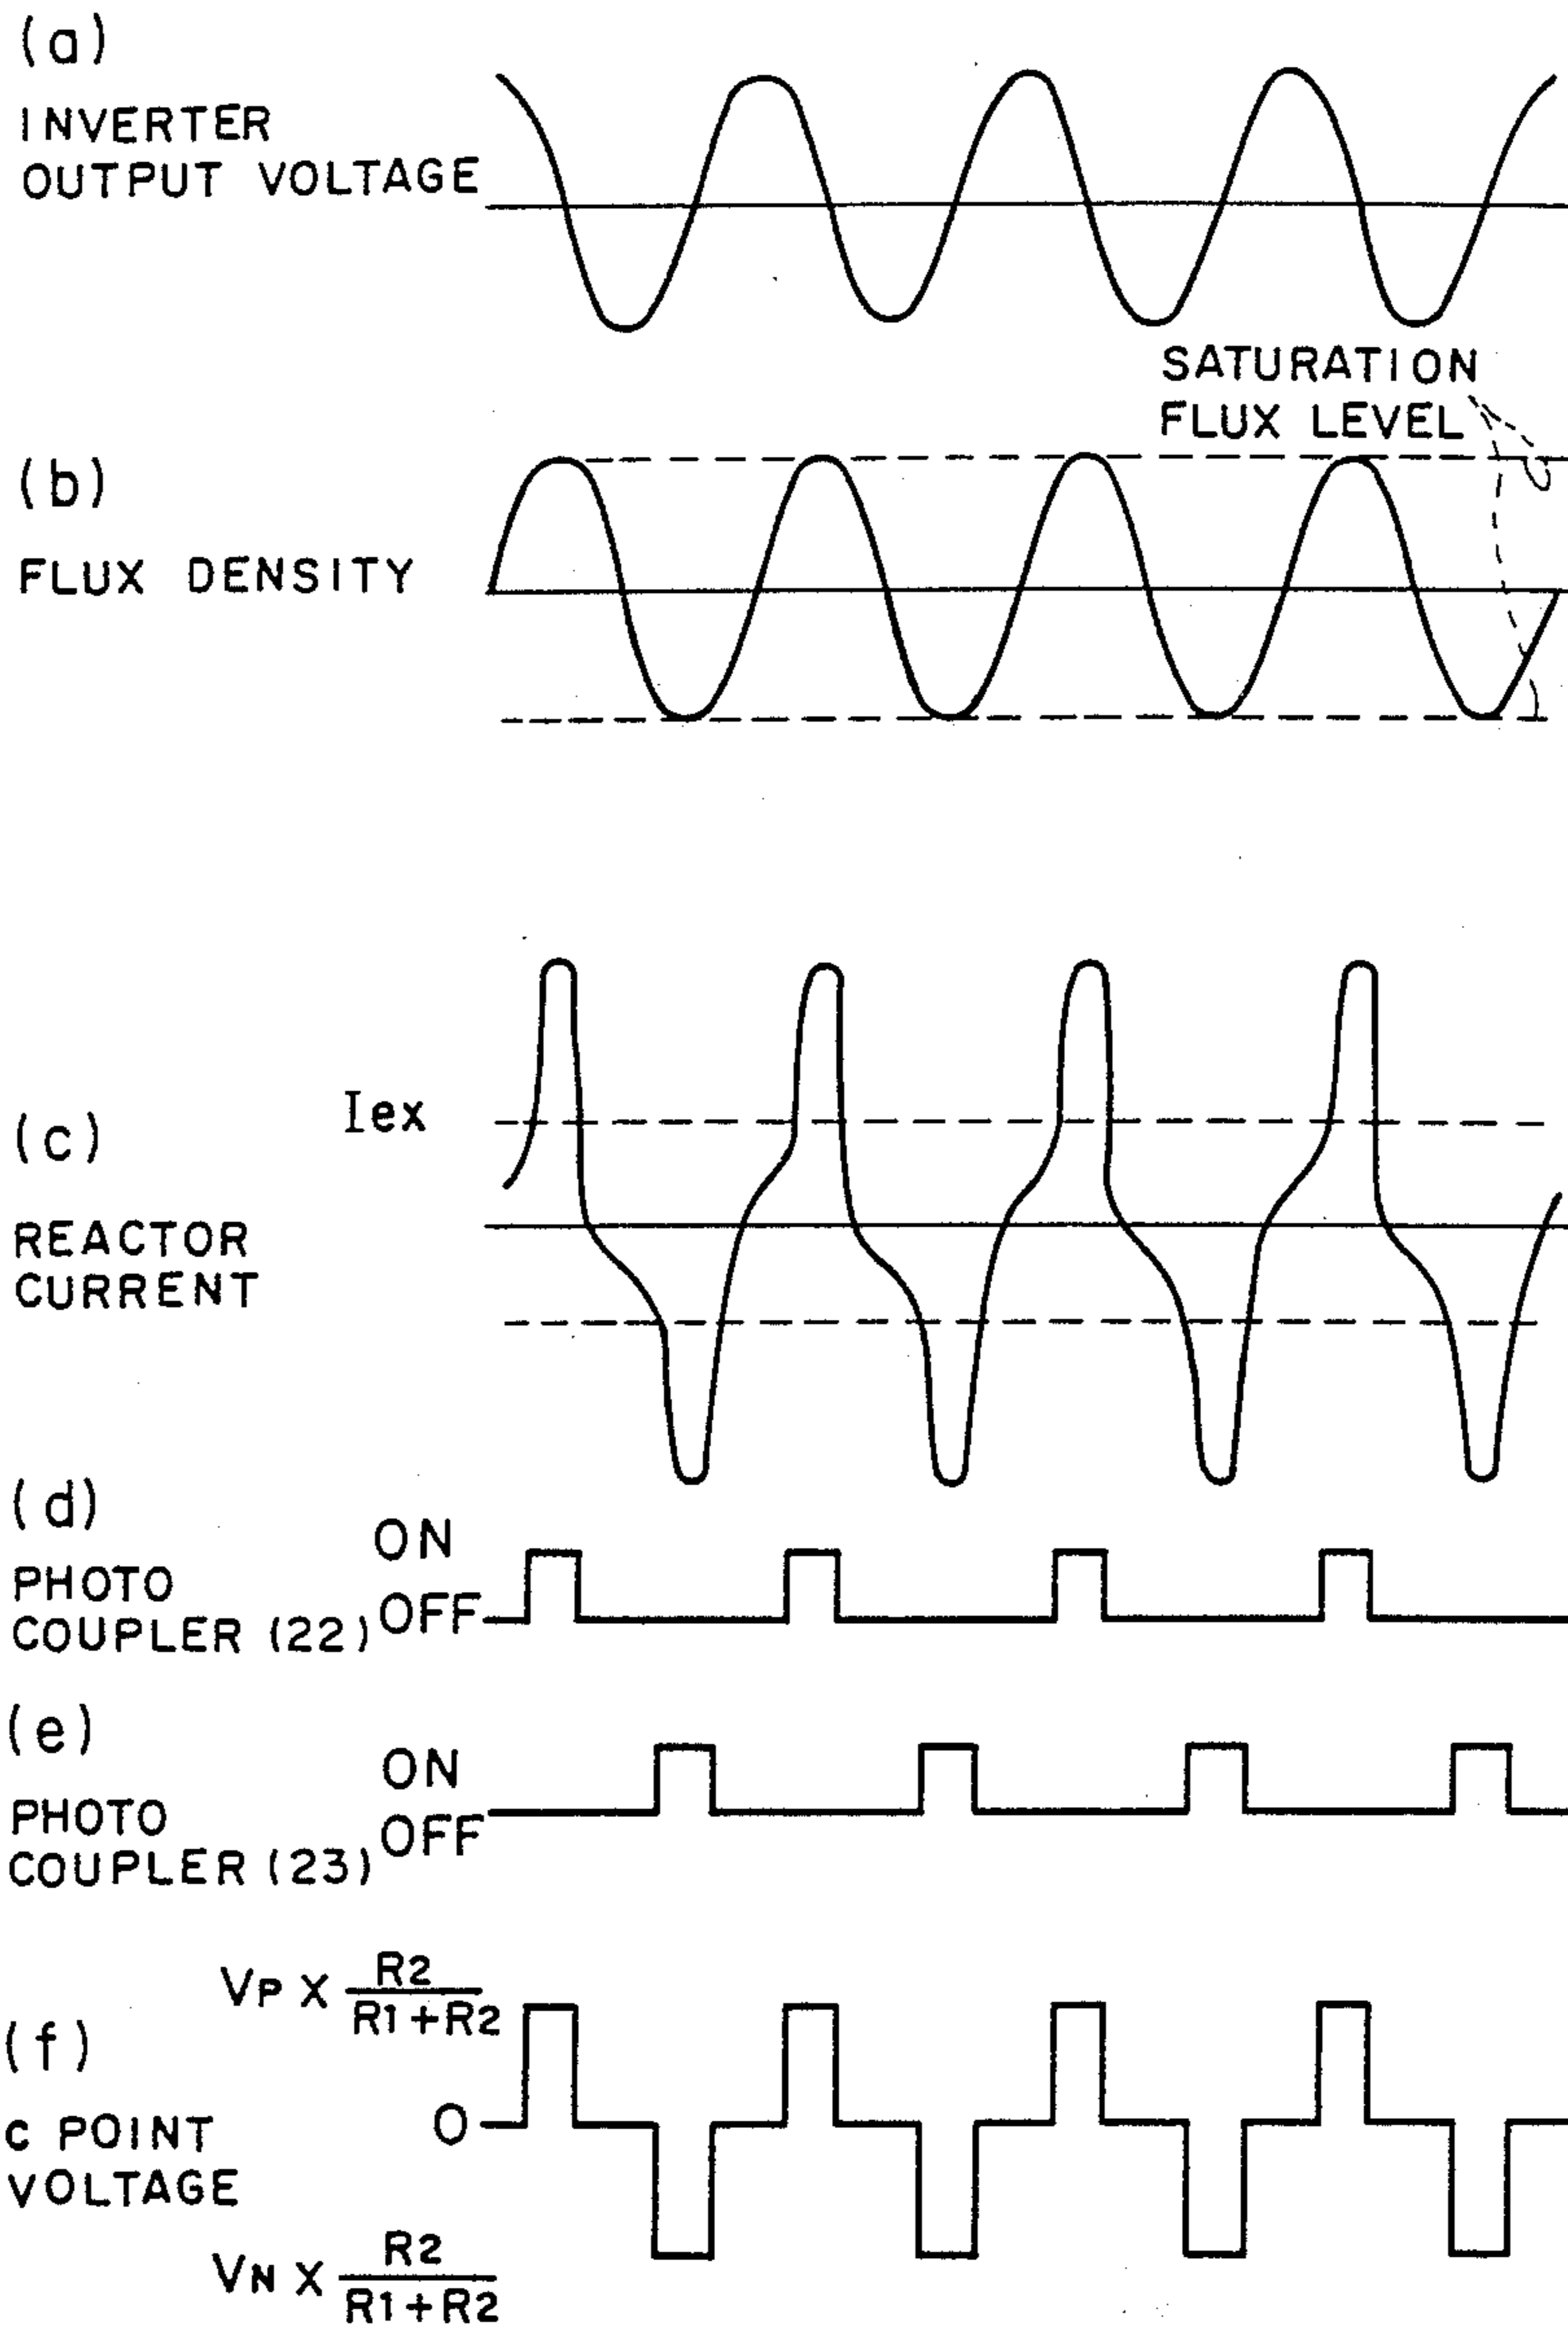 (a)
INVERTER
OUTPUT VOLTAGE
SATURATION
FLUX LEVEL
(b)
FLUX DENSITY
Iex
(c)
REACTOR
CURRENT
(d)
ON
PHOTO
COUPLER (22)
OFF
(e)
ON
PHOTO
OFF
COUPLER (23)
VP X R2
R1+R2
(f)
O
c POINT
VOLTAGE
VN X R2
R1+R2